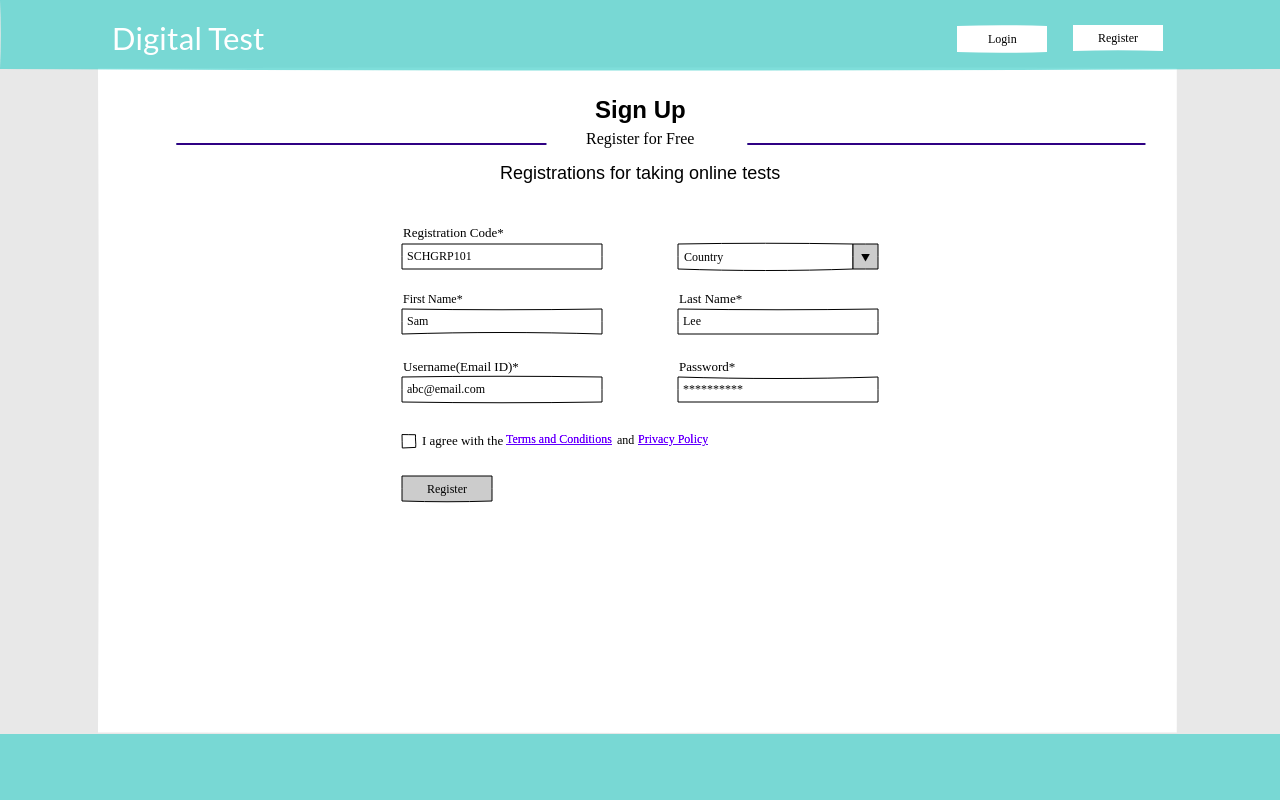 Digital Test
Login
Register
Sign Up
Register for Free
Registrations for taking online tests
Registration Code*
SCHGRP101
Country
First Name*
Last Name*
Sam
Lee
Username(Email ID)*
Password*
abc@email.com
**********
I agree with the Terms and Conditions and Privacy Policy
Register